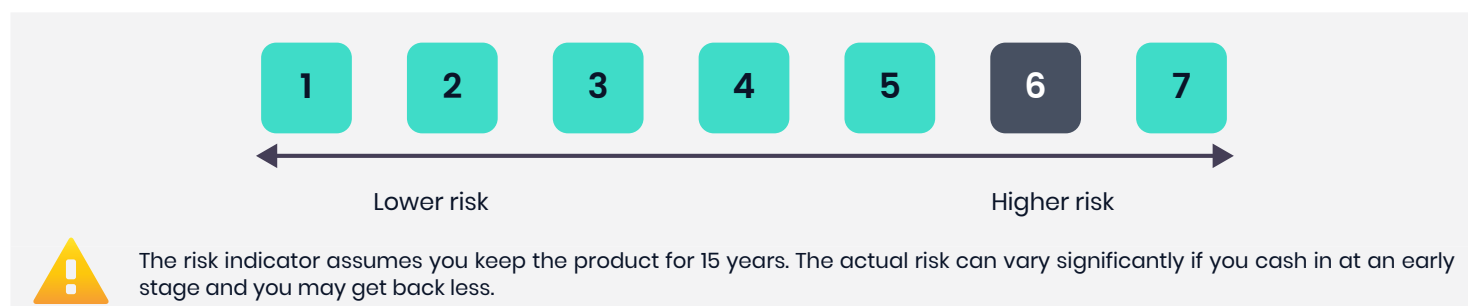 1 2 3 4 5 6 7
Lower risk Higher risk
The risk indicator assumes you keep the product for 15 years. The actual risk can vary significantly if you cash in at an early
stage and you may get back less.